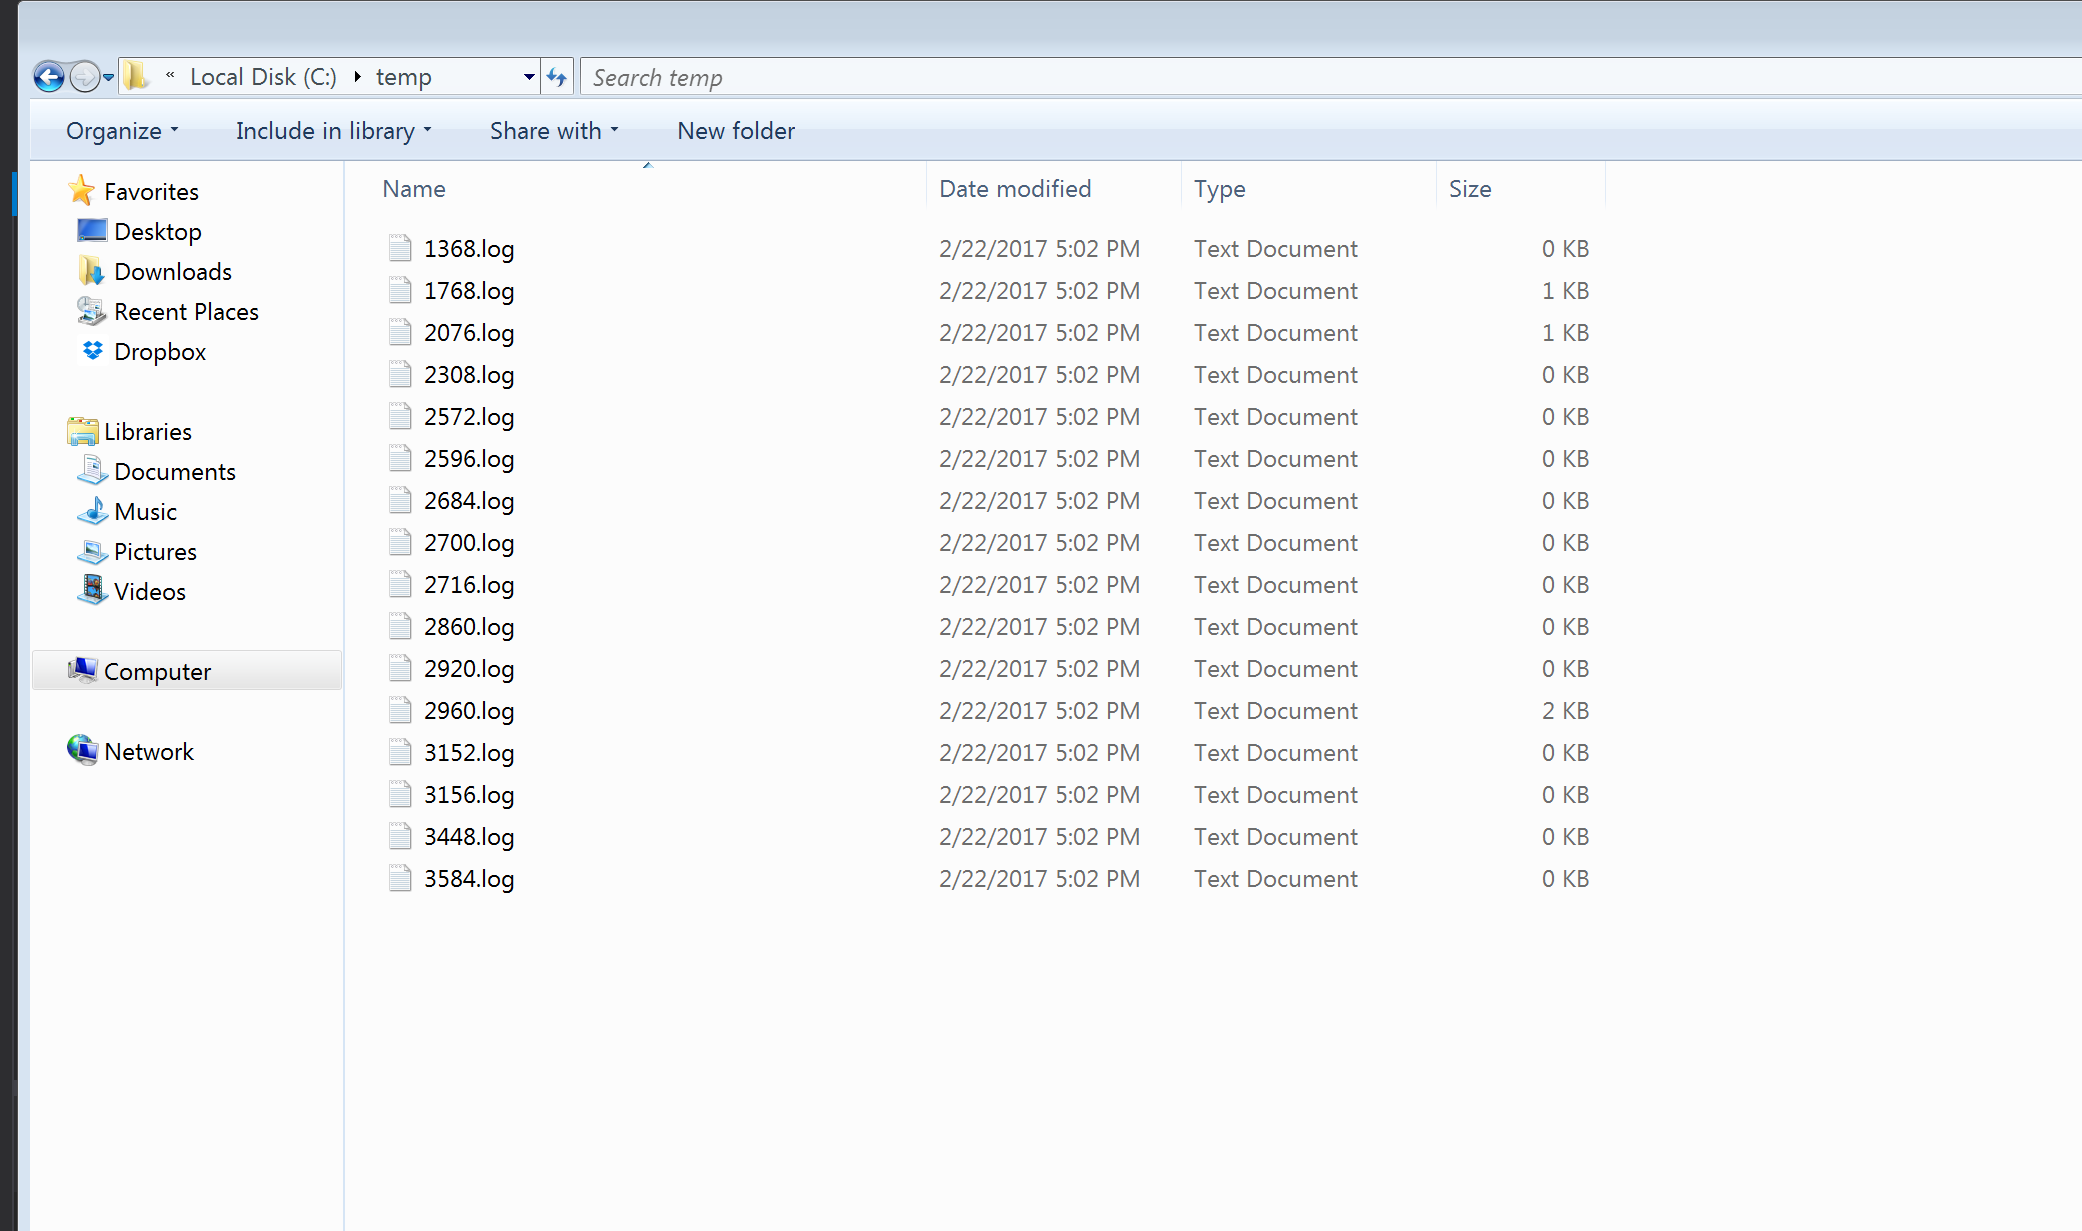 « Local Disk (C:) temp Search temp
Organize Include in library Share with New folder
Favorites
Desktop
Downloads
Recent Places
Dropbox
Libraries
Documents
Music
Pictures
Videos
Computer
Network
Name Date modified Type Size
1368.log 2/22/2017 5:02 PM Text Document 0 KB
1768.log 2/22/2017 5:02 PM Text Document 1 KB
2076.log 2/22/2017 5:02 PM Text Document 1 KB
2308.log 2/22/2017 5:02 PM Text Document 0 KB
2572.log 2/22/2017 5:02 PM Text Document 0 KB
2596.log 2/22/2017 5:02 PM Text Document 0 KB
2684.log 2/22/2017 5:02 PM Text Document 0 KB
2700.log 2/22/2017 5:02 PM Text Document 0 KB
2716.log 2/22/2017 5:02 PM Text Document 0 KB
2860.log 2/22/2017 5:02 PM Text Document 0 KB
2920.log 2/22/2017 5:02 PM Text Document 0 KB
2960.log 2/22/2017 5:02 PM Text Document 2 KB
3152.log 2/22/2017 5:02 PM Text Document 0 KB
3156.log 2/22/2017 5:02 PM Text Document 0 KB
3448.log 2/22/2017 5:02 PM Text Document 0 KB
3584.log 2/22/2017 5:02 PM Text Document 0 KB